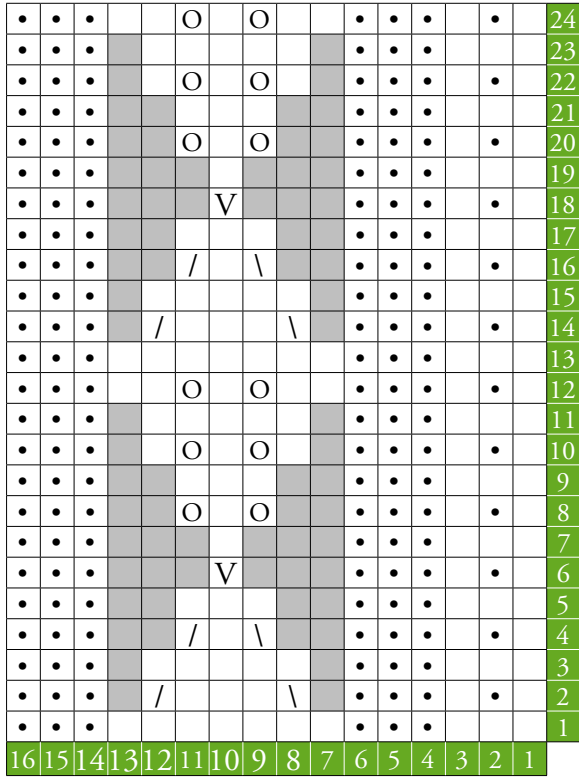 • • • O O • • • • 24
• • • • • • 23
• • • O O • • • • 22
• • • • • • 21
• • • O O • • • • 20
• • • • • • 19
• • • V • • • • 18
• • • • • • 17
• • • / \ • • • • 16
• • • • • • 15
• • • / \ • • • • 14
• • • • • • 13
• • • O O • • • • 12
• • • • • • 11
• • • O O • • • • 10
• • • • • • 9
• • • O O • • • • 8
• • • • • • 7
• • • V • • • • 6
• • • • • • 5
• • • / \ • • • • 4
• • • • • • 3
• • • / \ • • • • 2
• • • • • • 1
16 15 14 13 12 11 10 9 8 7 6 5 4 3 2 1